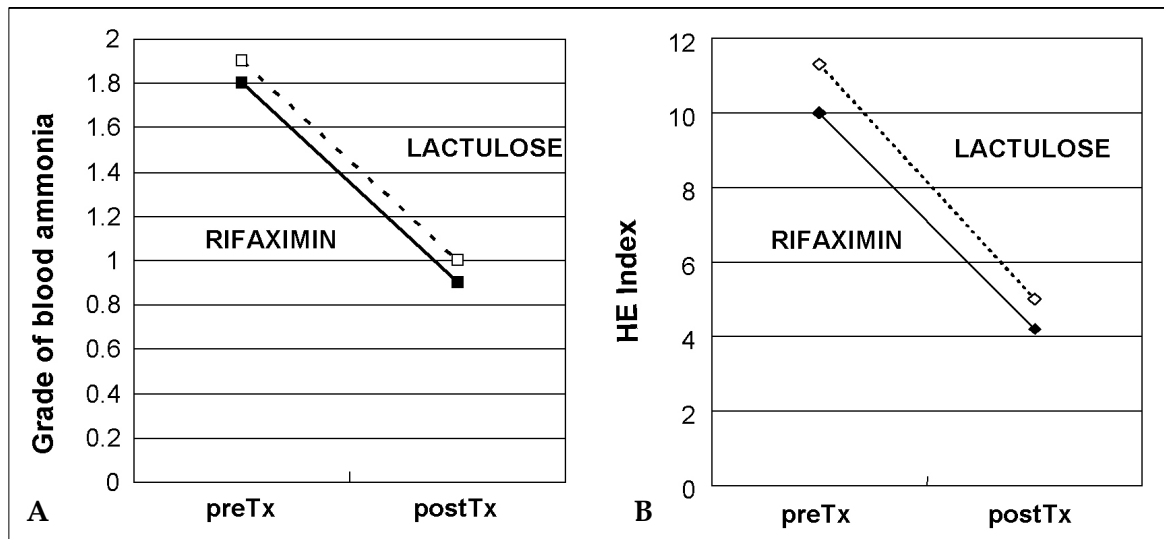 Grade of blood ammonia
2
1.8
1.6
1.4
1.2
1
0.8
0.6
0.4
0.2
0
LACTULOSE
RIFAXIMIN
preTx postTx
A
HE Index
12
10
8
6
4
2
0
LACTULOSE
RIFAXIMIN
preTx postTx
B